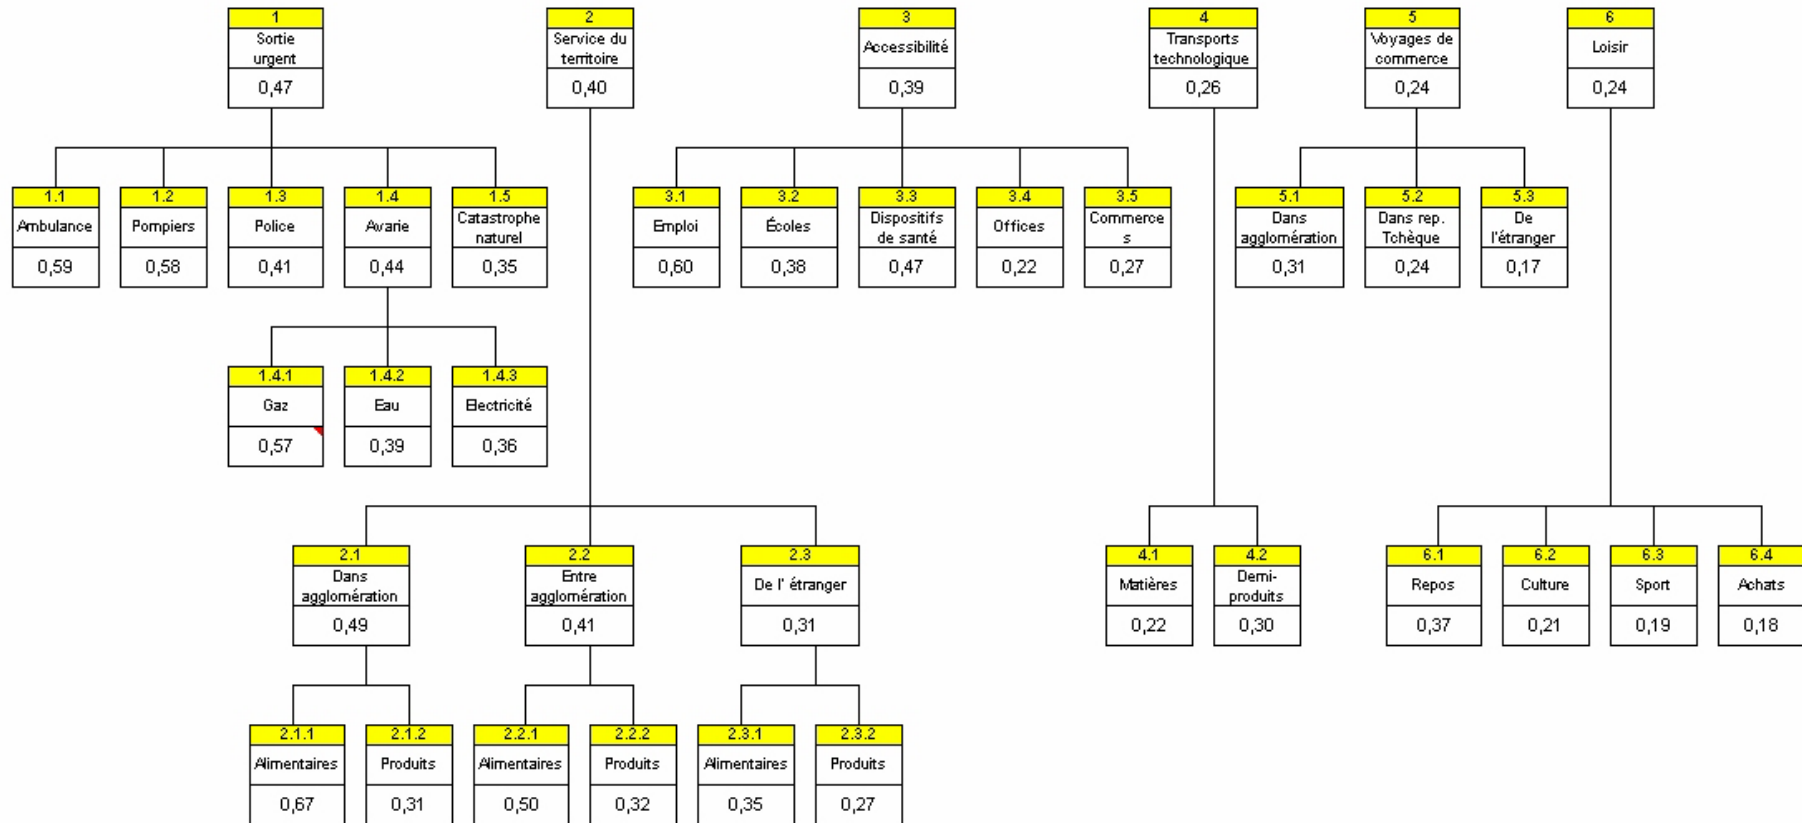 1
Sortie
urgent
0,47
2
Service du
territoire
0,40
3
Accessibilité
0,39
4
Transports
technologique
0,26
5
Voyages de
commerce
0,24
6
Loisir
0,24
1.1
Ambulance
0,59
1.2
Pompiers
0,58
1.3
Police
0,41
1.4
Avarie
0,44
1.5
Catastrophe
naturel
0,35
3.1
Emploi
0,60
3.2
Écoles
0,38
3.3
Dispositifs
de santé
0,47
3.4
Offices
0,22
3.5
Commerce
s
0,27
5.1
Dans
agglomération
0,31
5.2
Dans rep.
Tchèque
0,24
5.3
De
l'étranger
0,17
1.4.1
Gaz
0,57
1.4.2
Eau
0,39
1.4.3
Electricité
0,36
2.1
Dans
agglomération
0,49
2.2
Entre
agglomération
0,41
2.3
De l' étranger
0,31
4.1
Matières
0,22
4.2
Demi-
produits
0,30
6.1
Repos
0,37
6.2
Culture
0,21
6.3
Sport
0,19
6.4
Achats
0,18
2.1.1
Alimentaires
0,67
2.1.2
Produits
0,31
2.2.1
Alimentaires
0,50
2.2.2
Produits
0,32
2.3.1
Alimentaires
0,35
2.3.2
Produits
0,27